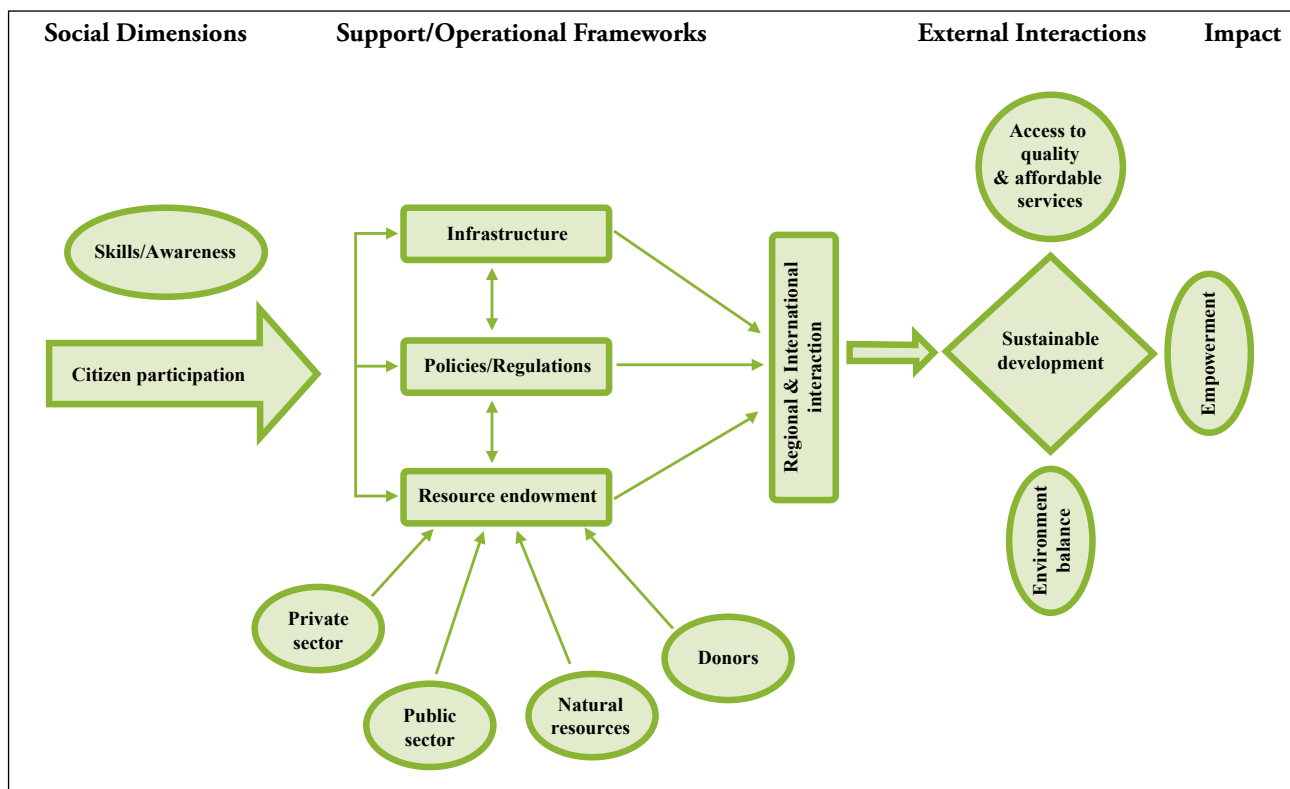 Social Dimensions
Support/Operational Frameworks
External Interactions
Impact
Access to
quality
& affordable
services
Skills/Awareness
Infrastructure
Citizen participation
Policies/Regulations
Regional & International
interaction
Sustainable
development
Empowerment
Resource endowment
Environment
balance
Private
sector
Public
sector
Natural
resources
Donors